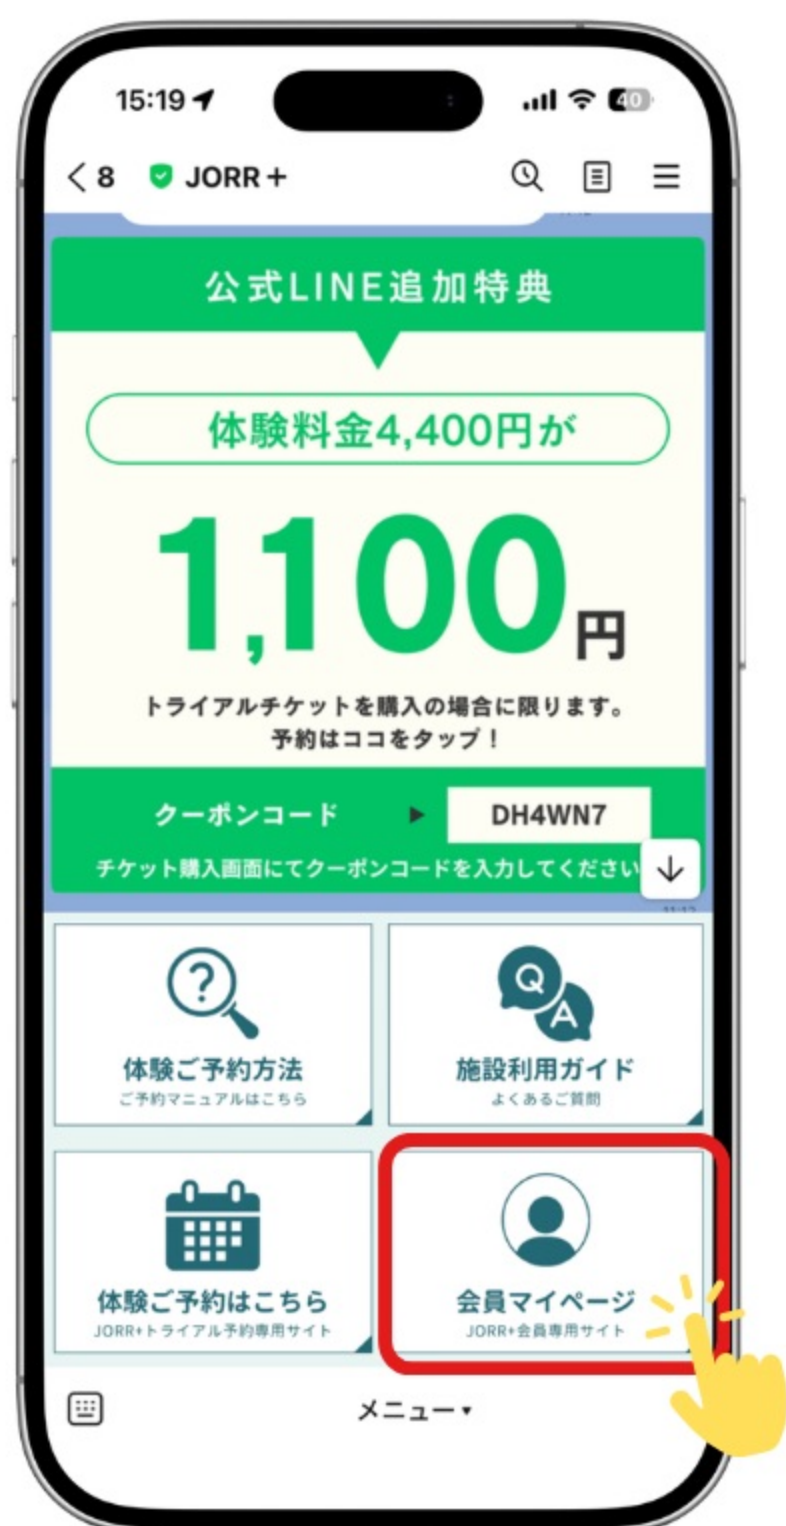 15:19
40
8 JORR+
公式LINE追加特典
体験料金4,400円が
1,100円
トライアルチケットを購入の場合に限ります。
予約はココをタップ！
クーポンコード ▶ DH4WN7
チケット購入画面にてクーポンコードを入力してください
体験ご予約方法
ご予約マニュアルはこちら
Q A
施設利用ガイド
よくあるご質問
体験ご予約はこちら
JORR+トライアル予約専用サイト
会員マイページ
JORR+会員専用サイト
メニュー▾